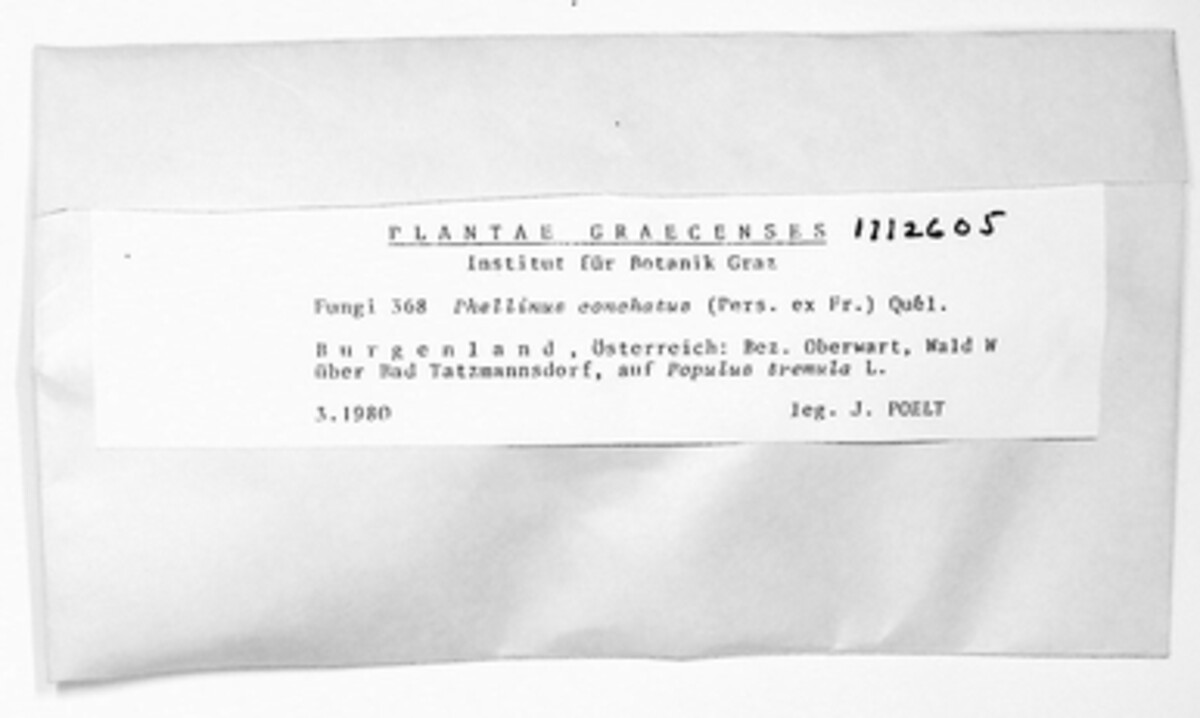 PLANTAE GRAECENSES 1712605
Institut für Botanik Graz
Fungi 368 Phellinus conchatus (Pers. ex Fr.) Quél.
Burgenland, Österreich: Bez. Oberwart, Wald W
über Bad Tatzmannsdorf, auf Populus tremula L.
3.1980 leg. J. POELT